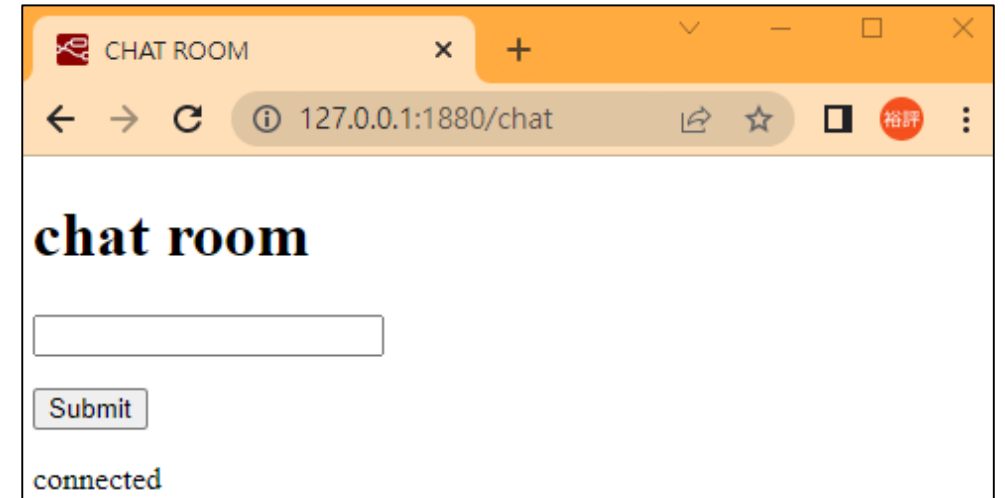 CHAT ROOM
127.0.0.1:1880/chat
裕評
chat room
Submit
connected